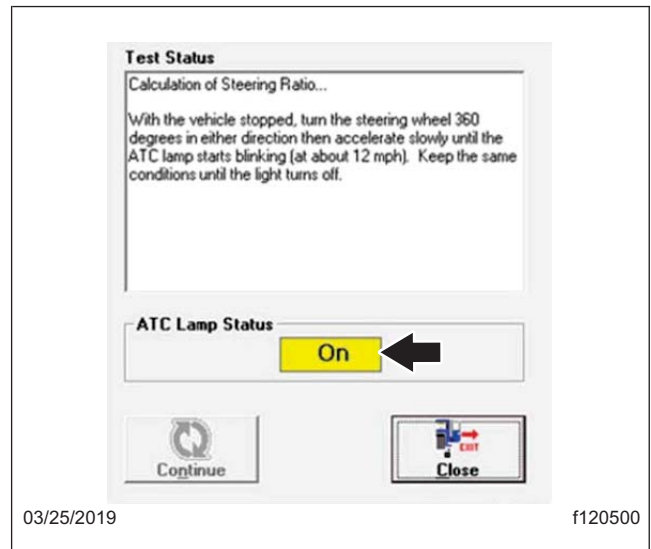 Test Status
Calculation of Steering Ratio...
With the vehicle stopped, turn the steering wheel 360
degrees in either direction then accelerate slowly until the
ATC lamp starts blinking (at about 12 mph).  Keep the same
conditions until the light turns off.
ATC Lamp Status
On
EXIT
Continue
Close
03/25/2019
f120500